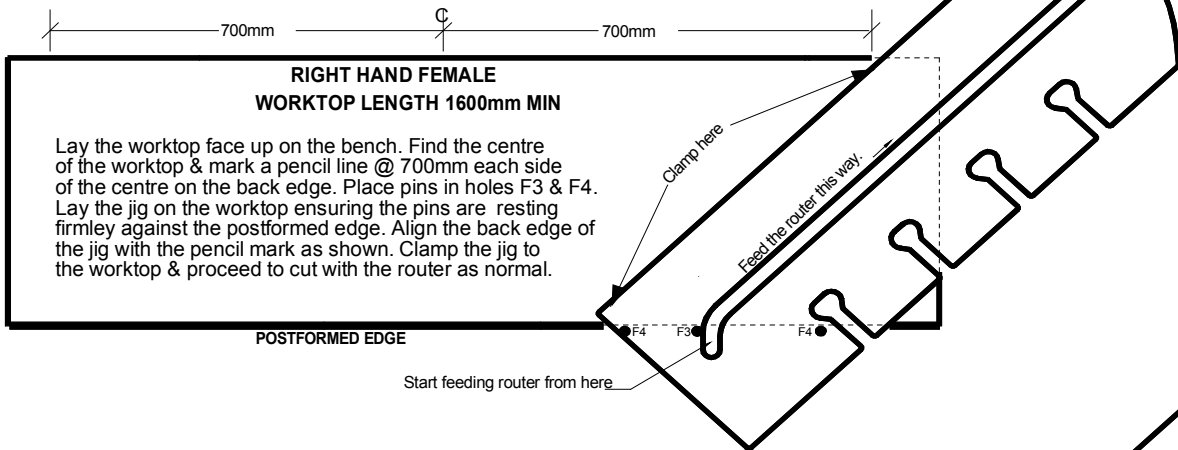 700mm
℄
700mm
RIGHT HAND FEMALE
WORKTOP LENGTH 1600mm MIN
Lay the worktop face up on the bench. Find the centre
of the worktop & mark a pencil line @ 700mm each side
of the centre on the back edge. Place pins in holes F3 & F4.
Lay the jig on the worktop ensuring the pins are resting
firmley against the postformed edge. Align the back edge of
the jig with the pencil mark as shown. Clamp the jig to
the worktop & proceed to cut with the router as normal.
Clamp here
Feed the router this way.
F4
F3
F4
POSTFORMED EDGE
Start feeding router from here